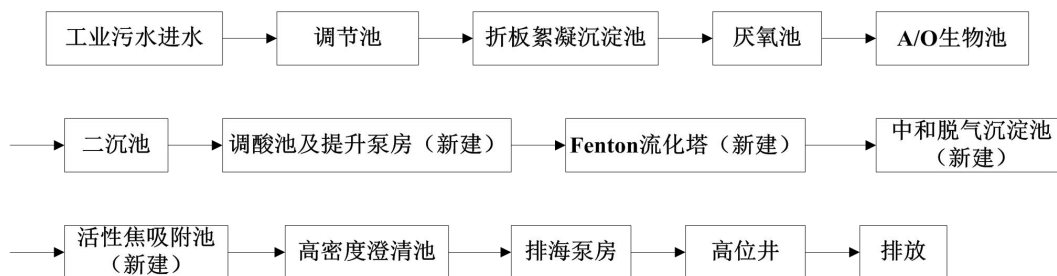 工业污水进水
调节池
折板絮凝沉淀池
厌氧池
A/O生物池
二沉池
调酸池及提升泵房（新建）
Fenton流化塔（新建）
中和脱气沉淀池
（新建）
活性焦吸附池
（新建）
高密度澄清池
排海泵房
高位井
排放